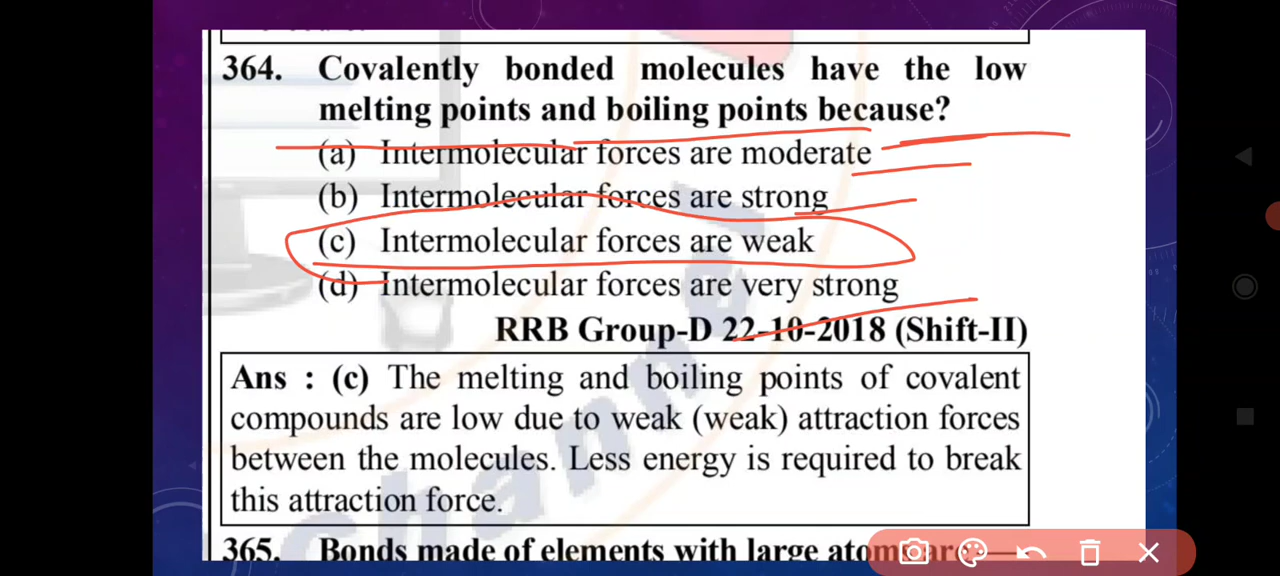 364. Covalently bonded molecules have the low
melting points and boiling points because?
(a) Intermolecular forces are moderate
(b) Intermolecular forces are strong
(c) Intermolecular forces are weak
(d) Intermolecular forces are very strong
RRB Group-D 22-10-2018 (Shift-II)
Ans : (c) The melting and boiling points of covalent
compounds are low due to weak (weak) attraction forces
between the molecules. Less energy is required to break
this attraction force.
365. Bonds made of elements with large atoms are